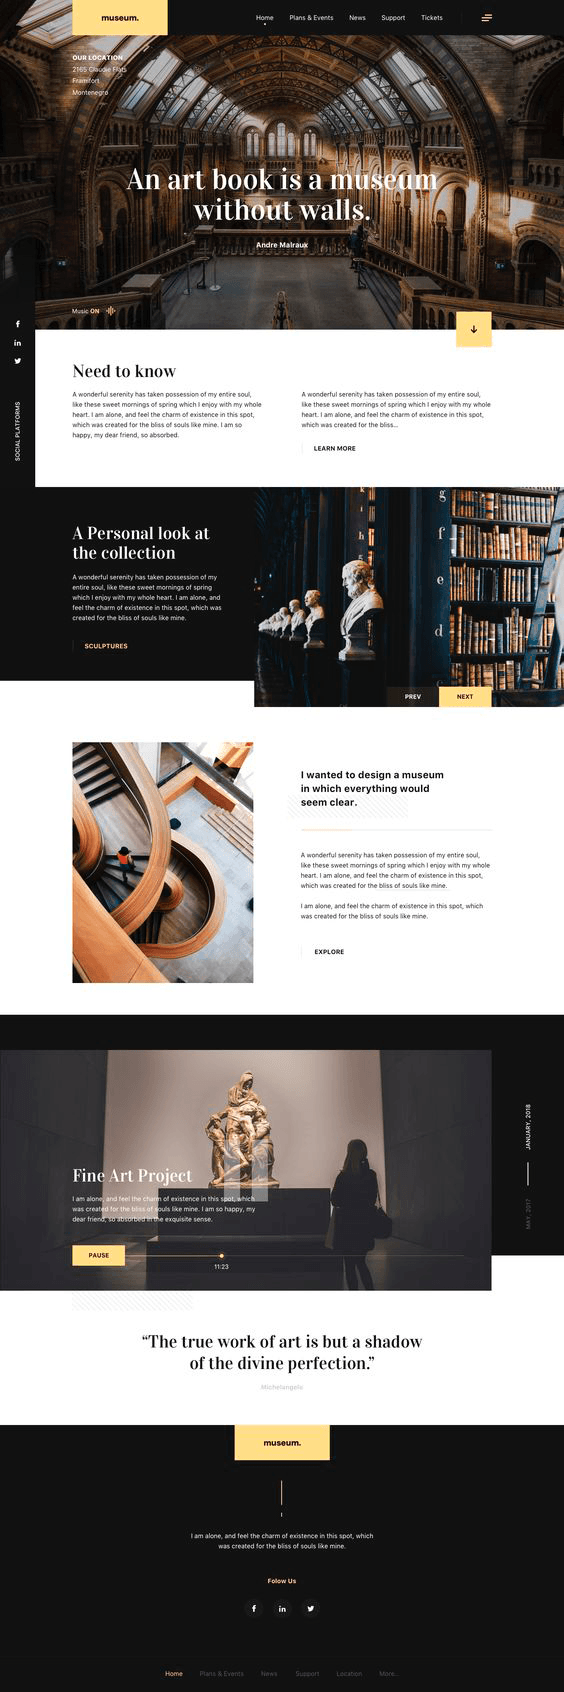 museum.
Home Plans & Events News Support Tickets
OUR LOCATION
2165 Claudie Flats
Framifort
Montenegro
An art book is a museum
without walls.
Andre Malraux
Music ON
SOCIAL PLATFORMS
Need to know
A wonderful serenity has taken possession of my entire soul,
like these sweet mornings of spring which I enjoy with my whole
heart. I am alone, and feel the charm of existence in this spot,
which was created for the bliss of souls like mine. I am so
happy, my dear friend, so absorbed.
A wonderful serenity has taken possession of my entire soul,
like these sweet mornings of spring which I enjoy with my whole
heart. I am alone, and feel the charm of existence in this spot,
which was created for the bliss...
LEARN MORE
A Personal look at
the collection
A wonderful serenity has taken possession of my
entire soul, like these sweet mornings of spring
which I enjoy with my whole heart. I am alone, and
feel the charm of existence in this spot, which was
created for the bliss of souls like mine.
SCULPTURES
k
i
h
g
f
e
d
PREV NEXT
I wanted to design a museum
in which everything would
seem clear.
A wonderful serenity has taken possession of my entire soul,
like these sweet mornings of spring which I enjoy with my whole
heart. I am alone, and feel the charm of existence in this spot,
which was created for the bliss of souls like mine.
I am alone, and feel the charm of existence in this spot, which
was created for the bliss of souls like mine.
EXPLORE
JANUARY, 2018
MAY, 2017
Fine Art Project
I am alone, and feel the charm of existence in this spot, which
was created for the bliss of souls like mine. I am so happy, my
dear friend, so absorbed in the exquisite sense.
PAUSE
11:23
“The true work of art is but a shadow
of the divine perfection.”
Michelangelo
museum.
I am alone, and feel the charm of existence in this spot, which
was created for the bliss of souls like mine.
Folow Us
Home Plans & Events News Support Location More...